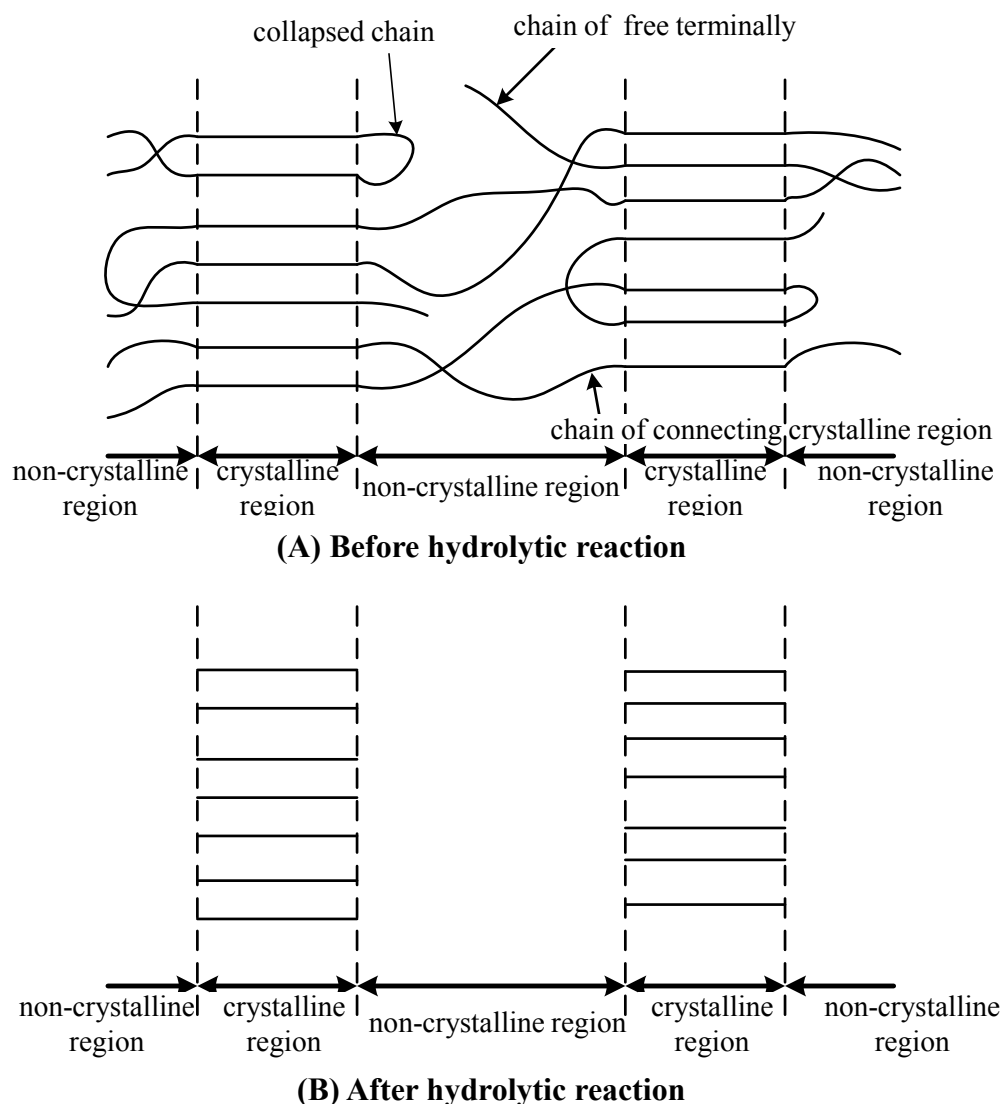 collapsed chain
chain of free terminally
chain of connecting crystalline region
non-crystalline region
crystalline region
non-crystalline region
crystalline region
non-crystalline region
(A) Before hydrolytic reaction
non-crystalline region
crystalline region
non-crystalline region
crystalline region
non-crystalline region
(B) After hydrolytic reaction